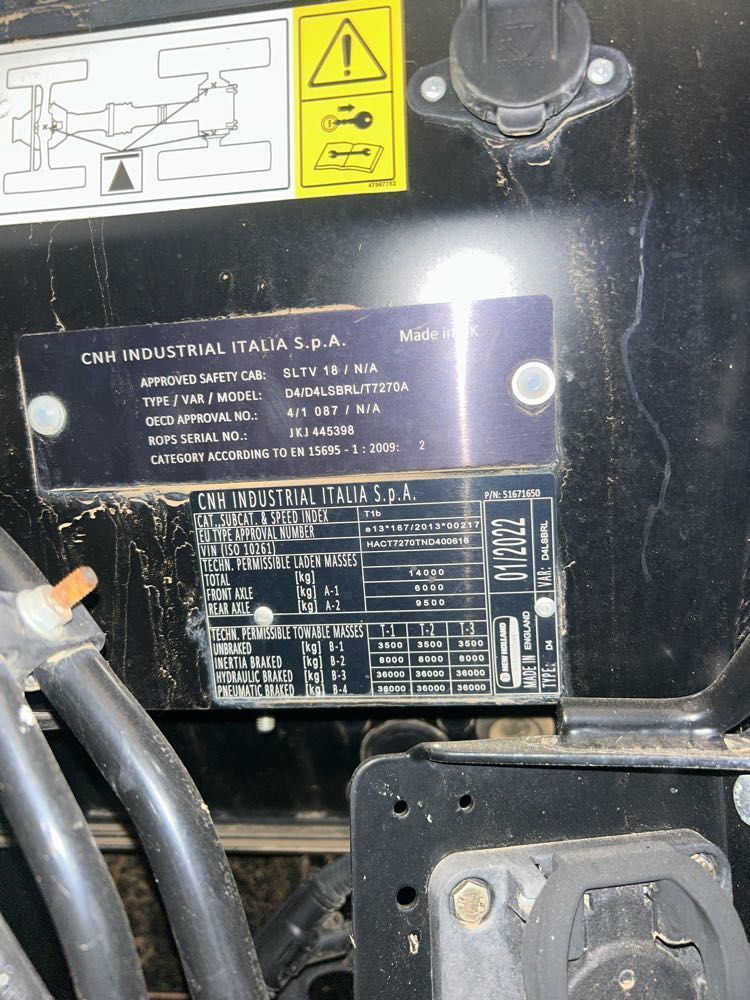 47987752
CNH INDUSTRIAL ITALIA S.p.A. Made in
APPROVED SAFETY CAB: SLTV 18 / N/A
TYPE / VAR / MODEL: D4/D4LSBRL/T7270A
OECD APPROVAL NO.: 4/1 087 / N/A
ROPS SERIAL NO.: JKJ 445398
CATEGORY ACCORDING TO EN 15695 - 1 : 2009: 2
CNH INDUSTRIAL ITALIA S.p.A. P/N: 51671650
CAT.,SUBCAT. & SPEED INDEX T1b
EU TYPE APPROVAL NUMBER e13*167/2013*00217
VIN (ISO 10261) HACT7270TND400618
TECHN. PERMISSIBLE LADEN MASSES
TOTAL [kg] 14000
FRONT AXLE [kg] A-1 6000
REAR AXLE [kg] A-2 9500
TECHN. PERMISSIBLE TOWABLE MASSES T-1 T-2 T-3
UNBRAKED [kg] B-1 3500 3500 3500
INERTIA BRAKED [kg] B-2 8000 8000 8000
HYDRAULIC BRAKED [kg] B-3 36000 36000 36000
PNEUMATIC BRAKED [kg] B-4 36000 36000 36000
01/2022
NEW HOLLAND
MADE IN ENGLAND
VAR: D4LSBRL
TYPE: D4